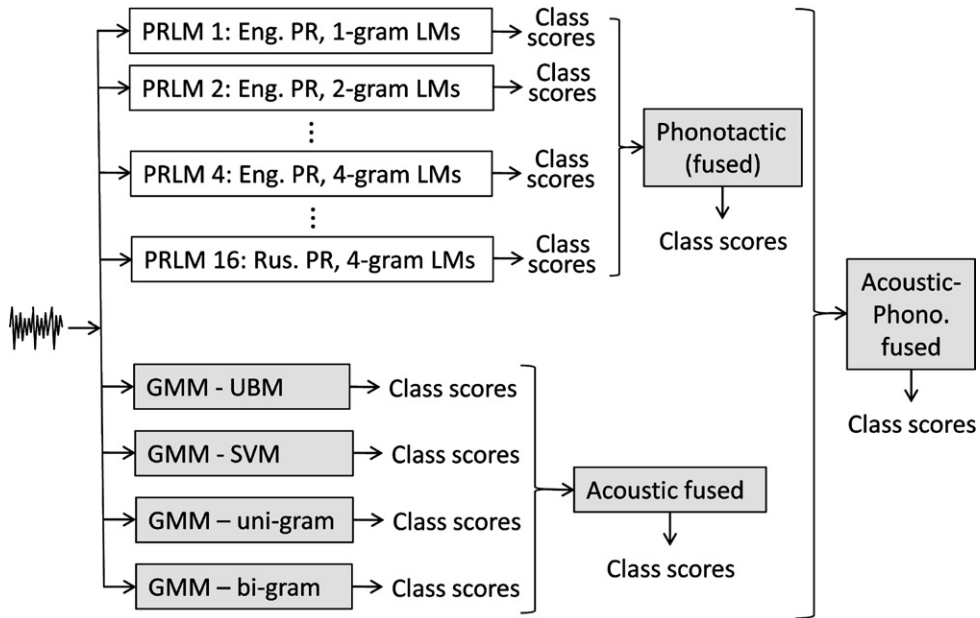 PRLM 1: Eng. PR, 1-gram LMs
Class
scores
PRLM 2: Eng. PR, 2-gram LMs
Class
scores
⋮
PRLM 4: Eng. PR, 4-gram LMs
Class
scores
⋮
PRLM 16: Rus. PR, 4-gram LMs
Class
scores
Phonotactic
(fused)
Class scores
GMM - UBM
Class scores
GMM - SVM
Class scores
GMM – uni-gram
Class scores
GMM – bi-gram
Class scores
Acoustic fused
Class scores
Acoustic-
Phono.
fused
Class scores